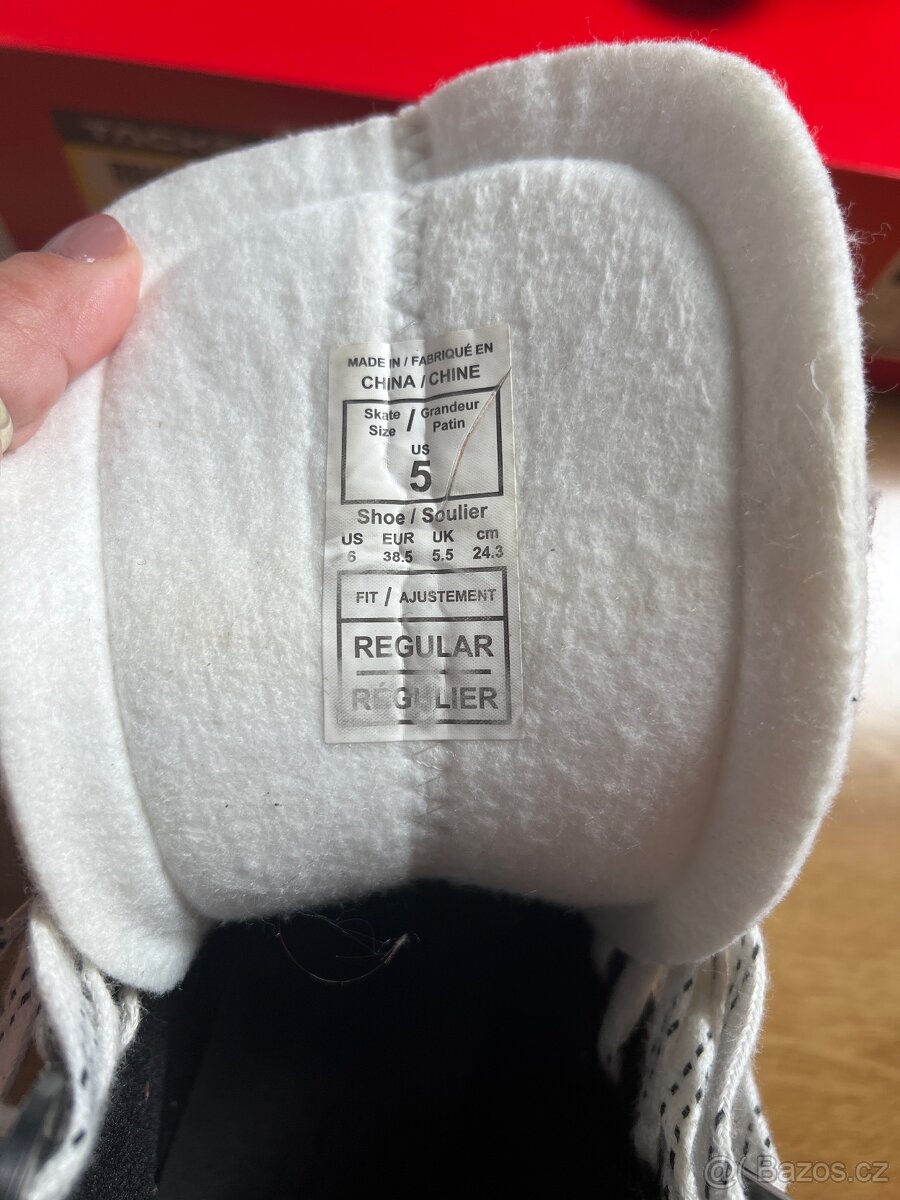 TACK
MADE IN / FABRIQUÉ EN
CHINA / CHINE
Skate Size / Grandeur Patin
US
5
Shoe / Soulier
US EUR UK cm
6 38.5 5.5 24.3
FIT / AJUSTEMENT
REGULAR
RÉGULIER
Bazos.cz